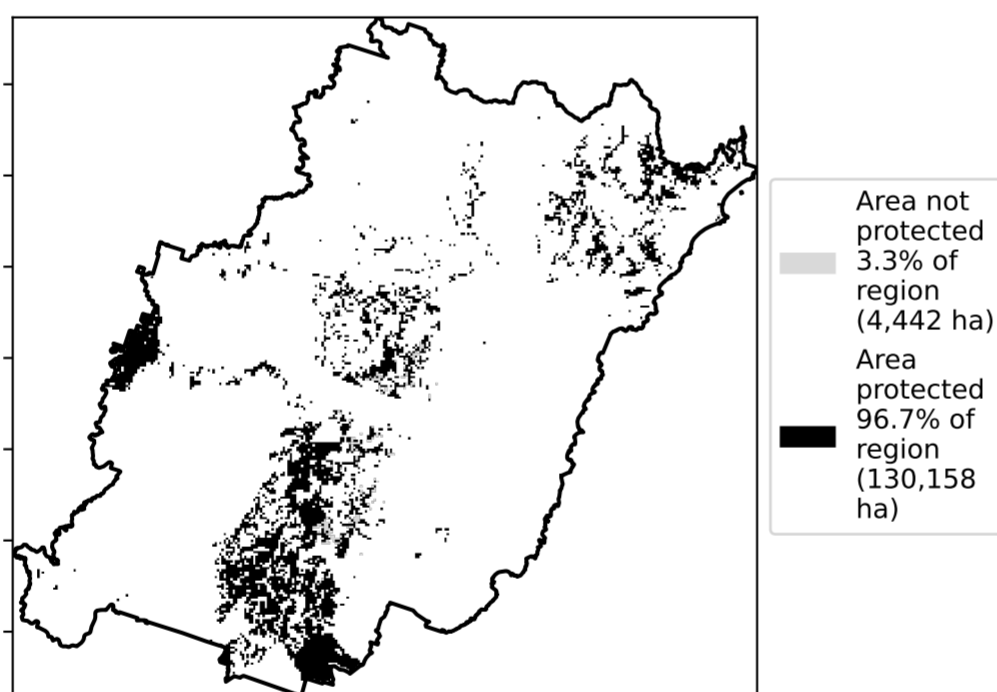 Area not
protected
3.3% of
region
(4,442 ha)
Area
protected
96.7% of
region
(130,158
ha)